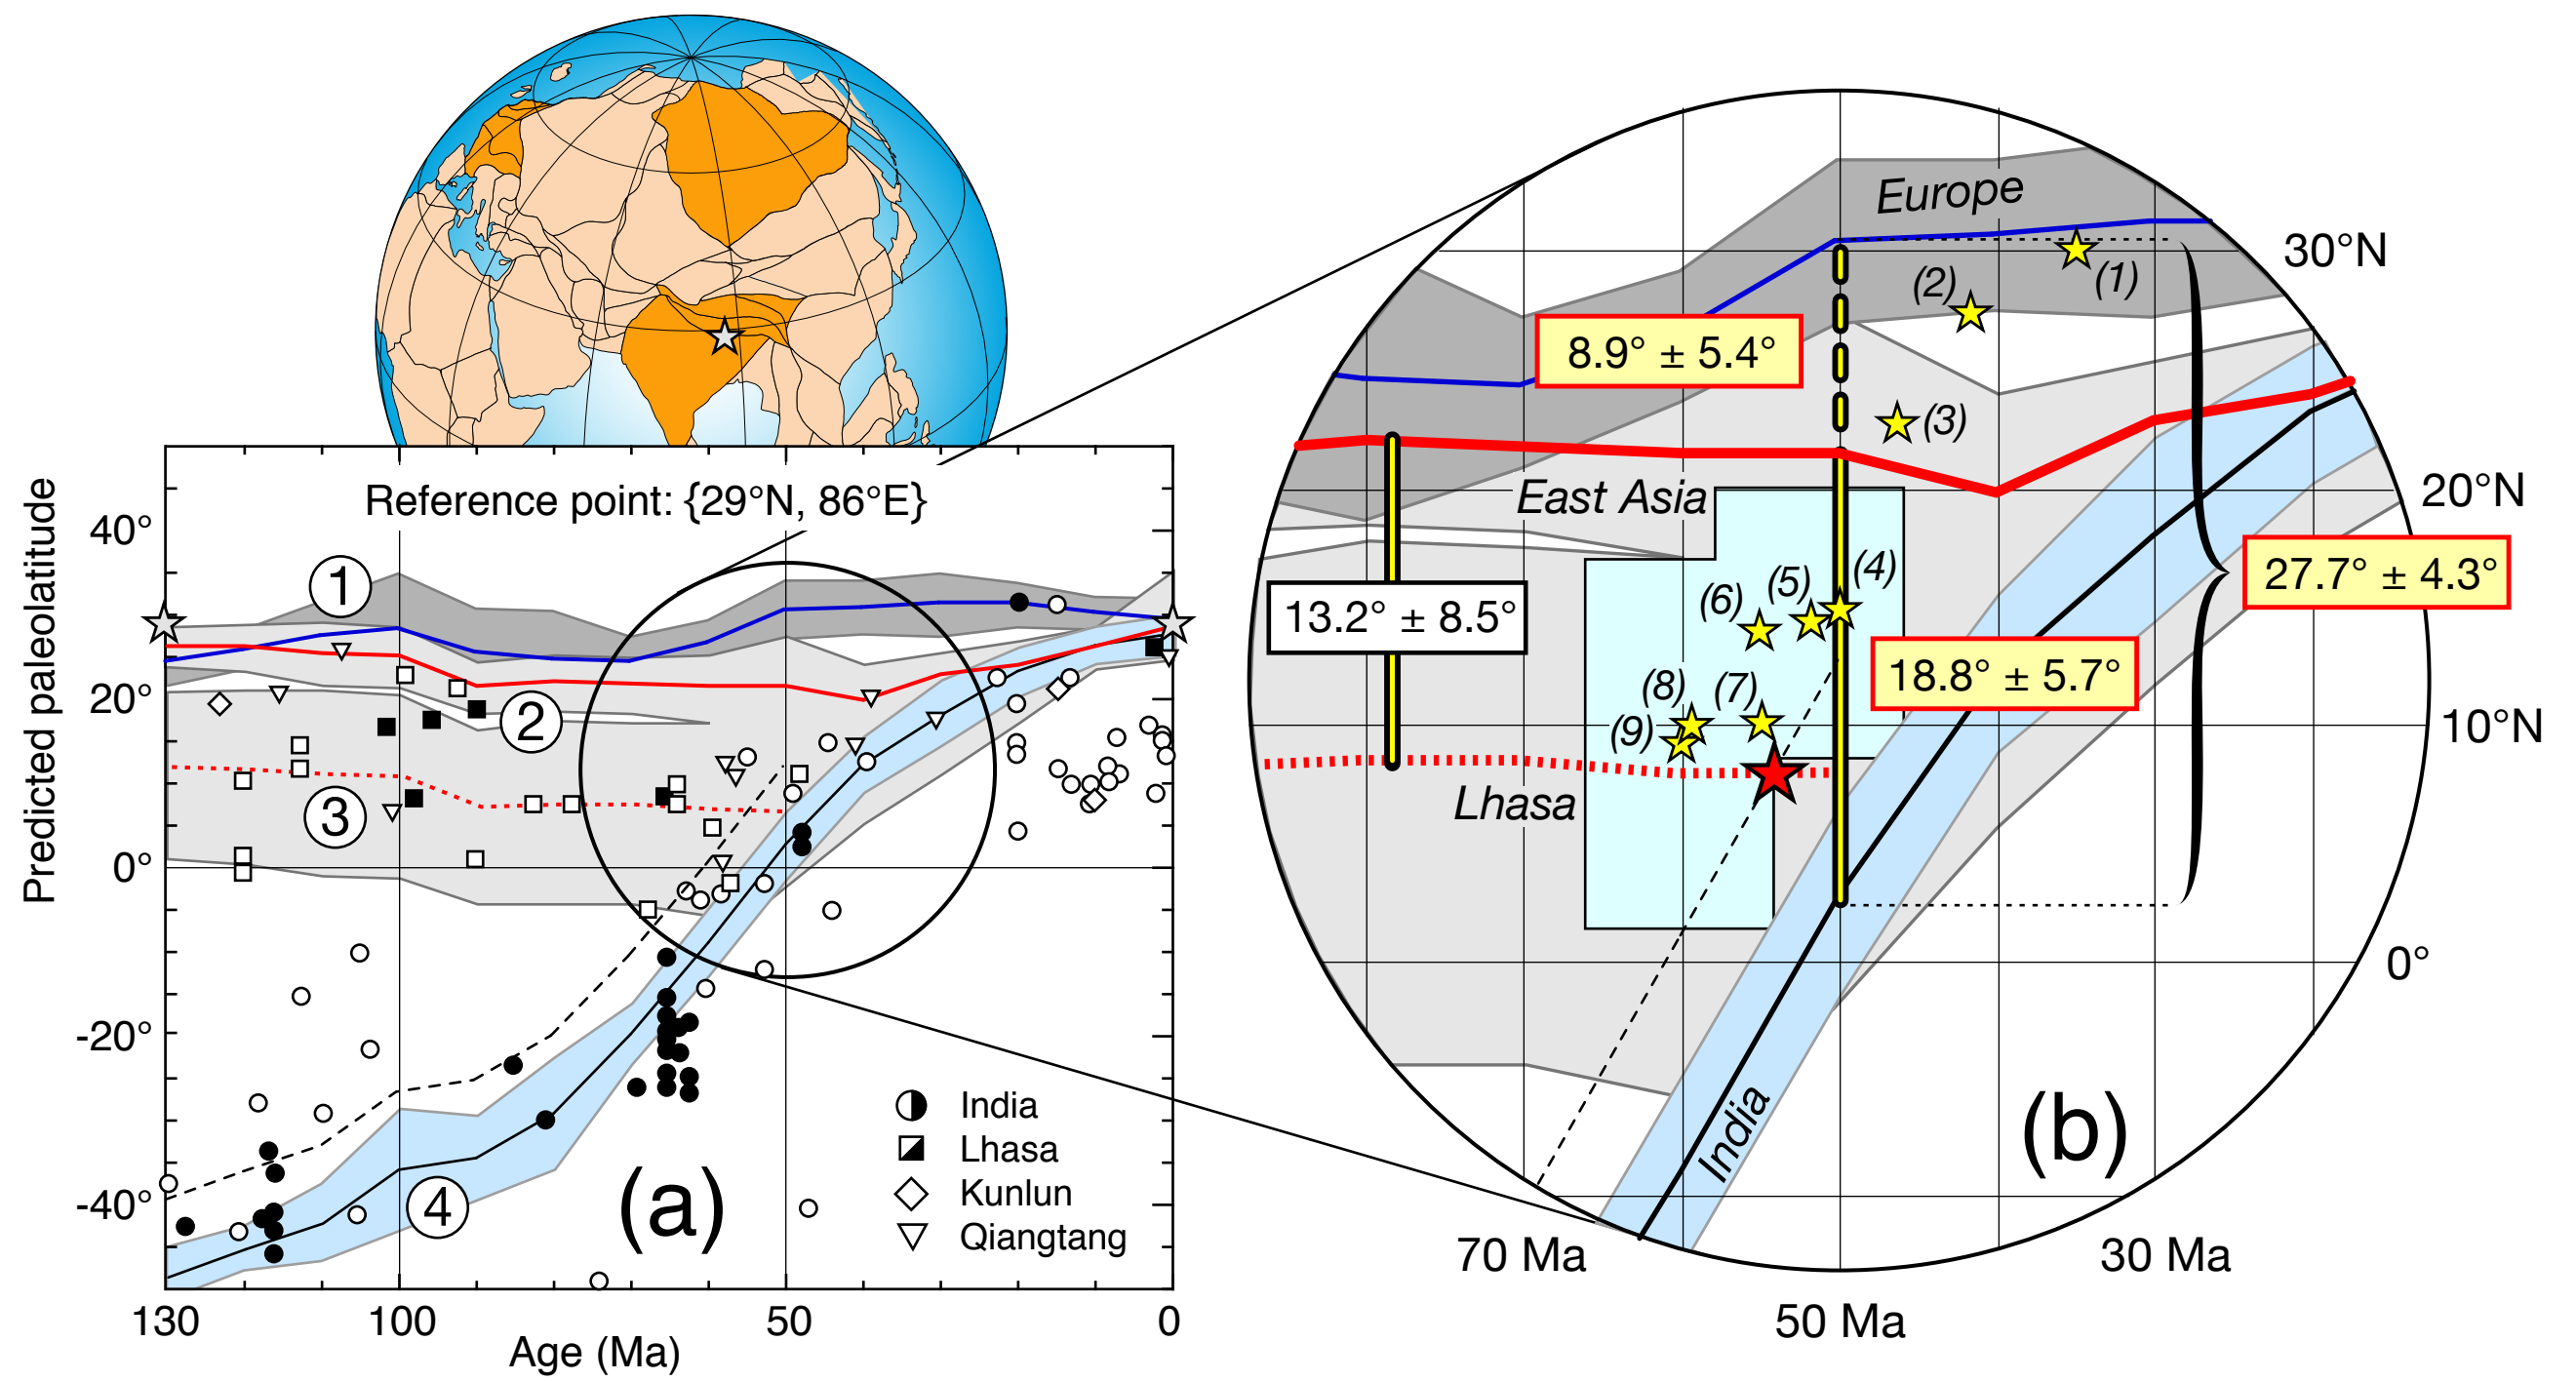 Reference point: {29°N, 86°E}
Predicted paleolatitude
40°
20°
0°
-20°
-40°
1
2
3
4
India
Lhasa
Kunlun
Qiangtang
(a)
130
100
50
0
Age (Ma)
Europe
30°N
(1)
(2)
8.9° ± 5.4°
(3)
East Asia
20°N
(4)
(5)
(6)
27.7° ± 4.3°
13.2° ± 8.5°
18.8° ± 5.7°
(7)
(8)
(9)
10°N
Lhasa
0°
India
(b)
70 Ma
30 Ma
50 Ma